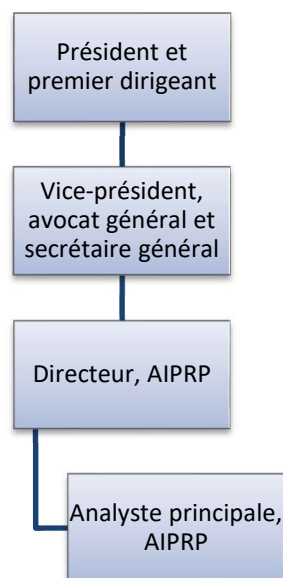 Président et
premier dirigeant
Vice-président,
avocat général et
secrétaire général
Directeur, AIPRP
Analyste principale,
AIPRP